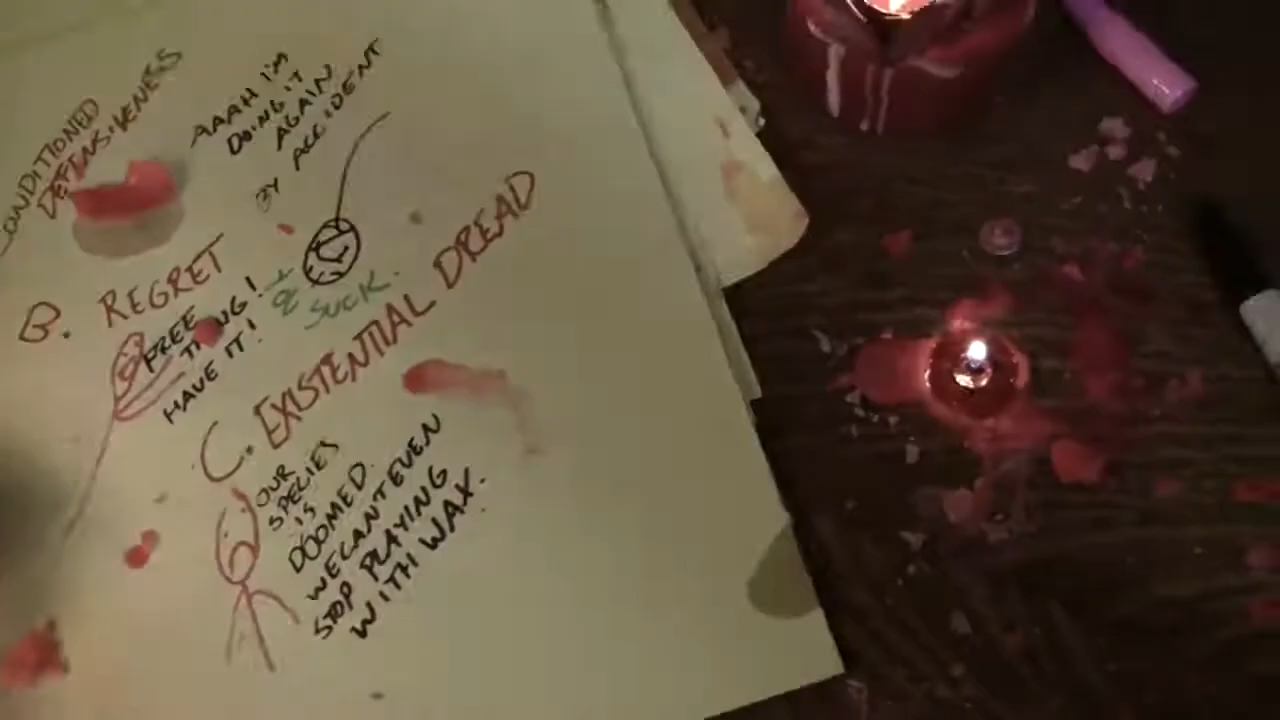 CONDITIONED
DEFENSIVENESS
AAAH I'M
DOING IT
AGAIN
BY ACCIDENT
B. REGRET
FREE
THING!
HAVE IT!
I
SUCK.
C. EXISTENTIAL DREAD
OUR
SPECIES
IS
DOOMED.
WE CANT EVEN
STOP PLAYING
WITH WAX.